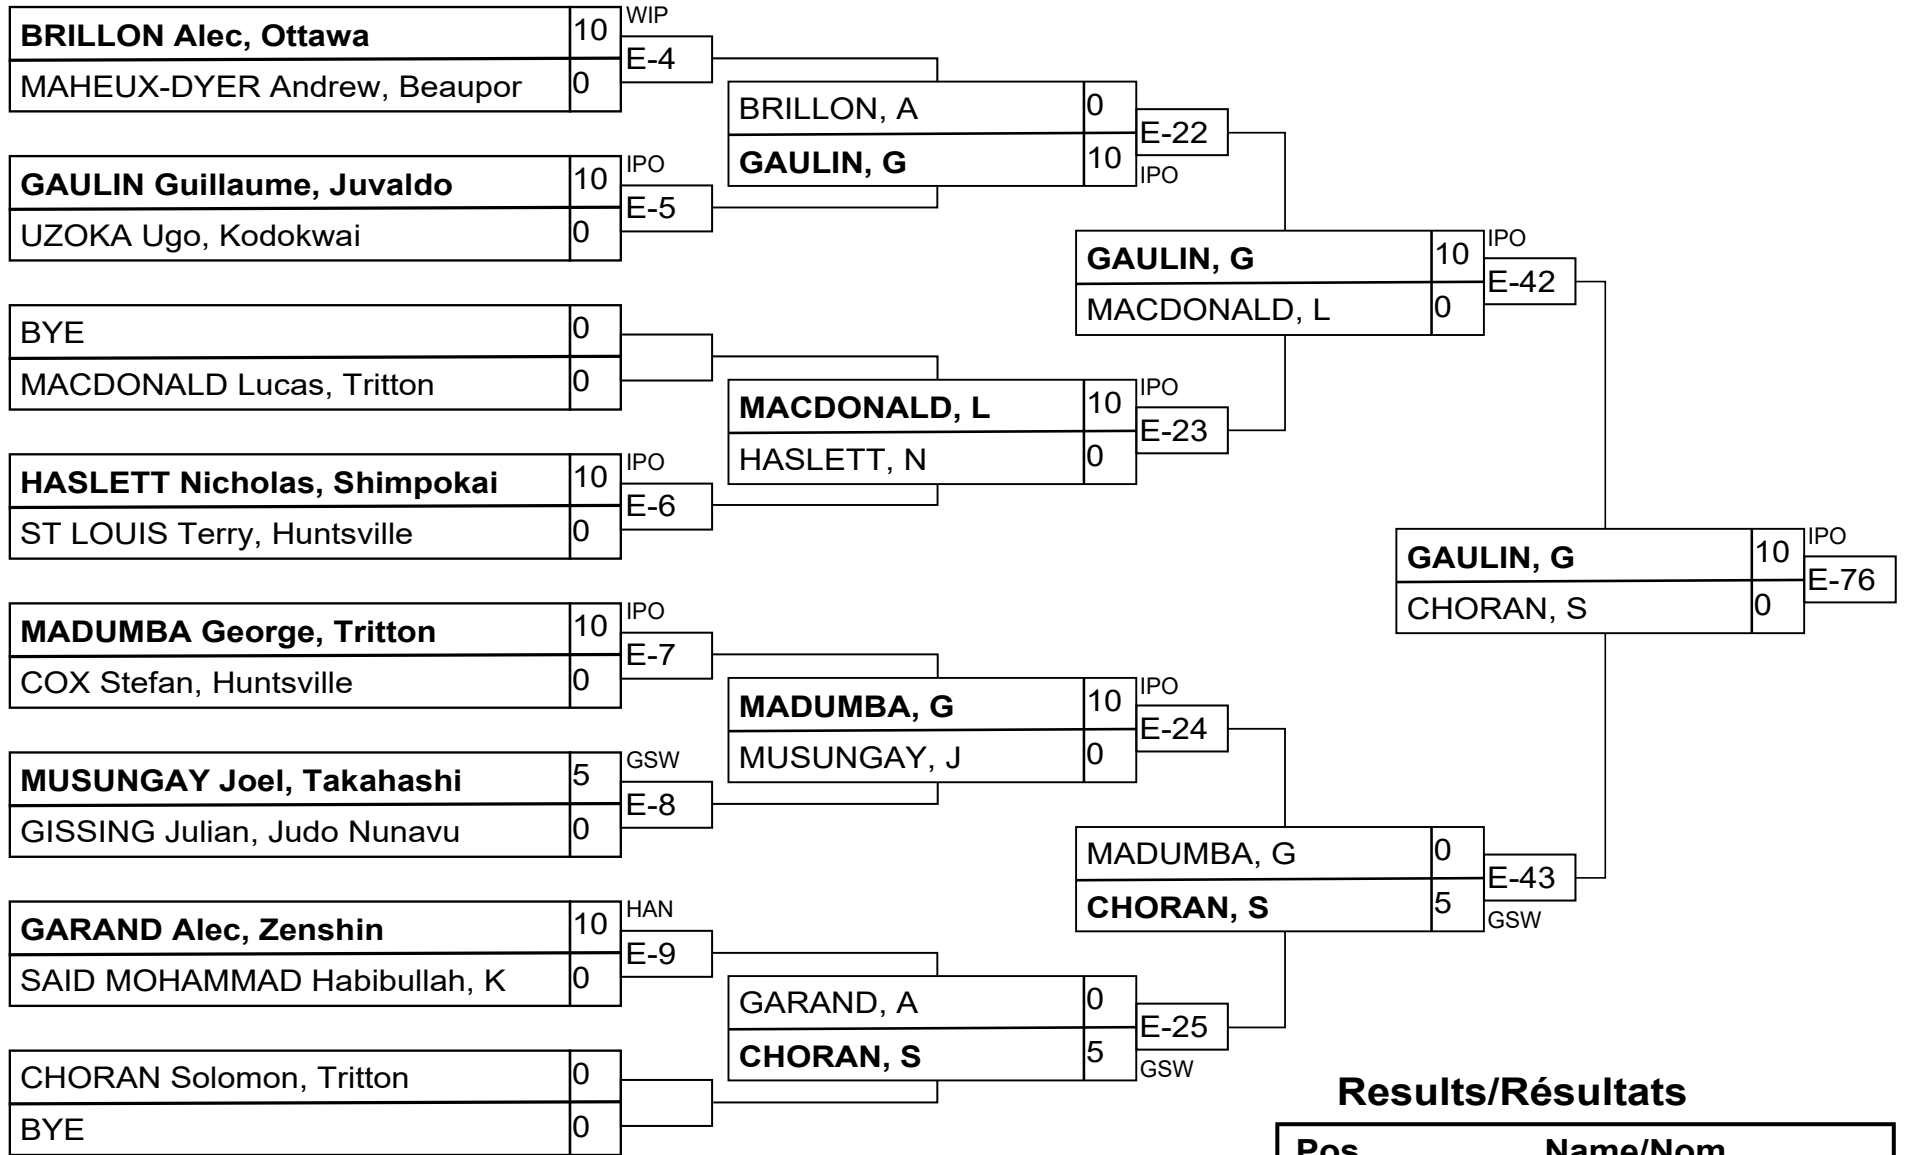 BRILLON Alec, Ottawa 10 WIP
MAHEUX-DYER Andrew, Beaupor 0
E-4
GAULIN Guillaume, Juvaldo 10 IPO
UZOKA Ugo, Kodokwai 0
E-5
BYE 0
MACDONALD Lucas, Tritton 0
HASLETT Nicholas, Shimpokai 10 IPO
ST LOUIS Terry, Huntsville 0
E-6
MADUMBA George, Tritton 10 IPO
COX Stefan, Huntsville 0
E-7
MUSUNGAY Joel, Takahashi 5 GSW
GISSING Julian, Judo Nunavu 0
E-8
GARAND Alec, Zenshin 10 HAN
SAID MOHAMMAD Habibullah, K 0
E-9
CHORAN Solomon, Tritton 0
BYE 0
BRILLON, A 0
E-22
GAULIN, G 10 IPO
MACDONALD, L 10 IPO
E-23
HASLETT, N 0
MADUMBA, G 10 IPO
E-24
MUSUNGAY, J 0
GARAND, A 0
E-25
CHORAN, S 5 GSW
GAULIN, G 10 IPO
E-42
MACDONALD, L 0
MADUMBA, G 0
E-43
CHORAN, S 5 GSW
GAULIN, G 10 IPO
E-76
CHORAN, S 0
Results/Résultats
Pos Name/Nom